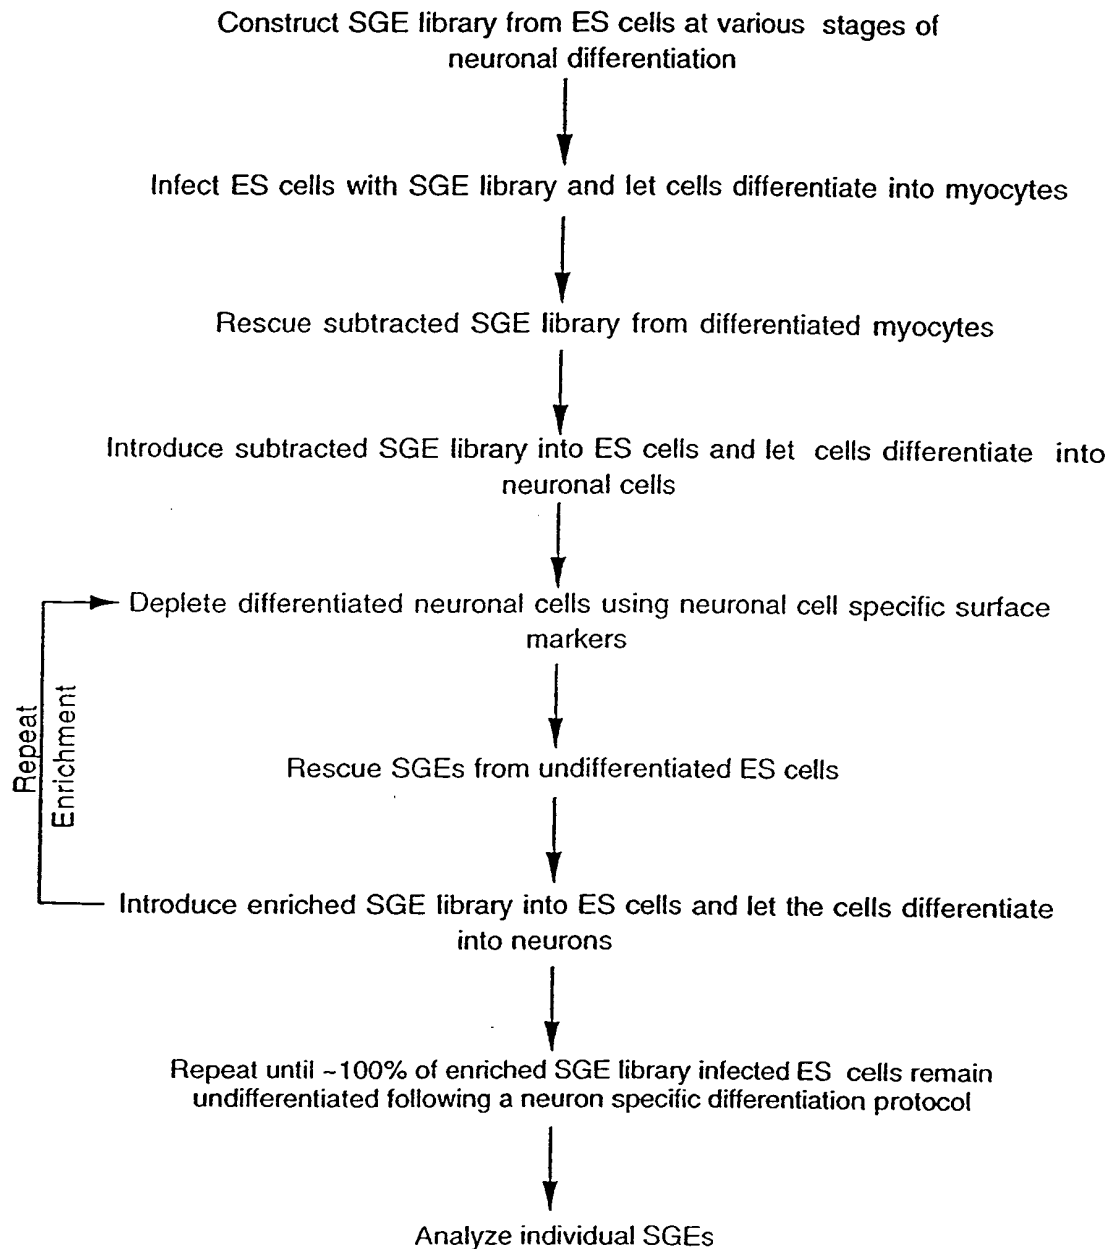 Construct SGE library from ES cells at various stages of
neuronal differentiation
Infect ES cells with SGE library and let cells differentiate into myocytes
Rescue subtracted SGE library from differentiated myocytes
Introduce subtracted SGE library into ES cells and let cells differentiate into
neuronal cells
Deplete differentiated neuronal cells using neuronal cell specific surface
markers
Repeat
Enrichment
Rescue SGEs from undifferentiated ES cells
Introduce enriched SGE library into ES cells and let the cells differentiate
into neurons
Repeat until ~100% of enriched SGE library infected ES cells remain
undifferentiated following a neuron specific differentiation protocol
Analyze individual SGEs